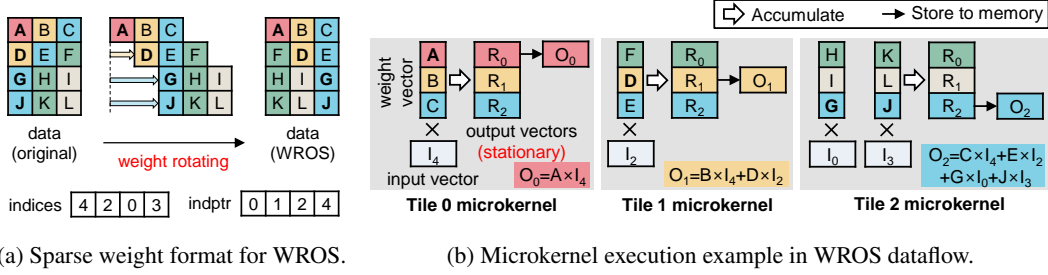 A B C
D E F
G H I
J K L
data
(original)
A B C
D E F
G H I
J K L
weight rotating
A B C
F D E
H I G
K L J
data
(WROS)
indices 4 2 0 3
indptr 0 1 2 4
(a) Sparse weight format for WROS.
Accumulate
Store to memory
weight
vector
A
B
C
×
I4
input vector
R0
R1
R2
O0
output vectors
(stationary)
O0=A×I4
Tile 0 microkernel
F
D
E
×
I2
R0
R1
R2
O1
O1=B×I4+D×I2
Tile 1 microkernel
H
I
G
×
I0
K
L
J
×
I3
R0
R1
R2
O2
O2=C×I4+E×I2
+G×I0+J×I3
Tile 2 microkernel
(b) Microkernel execution example in WROS dataflow.